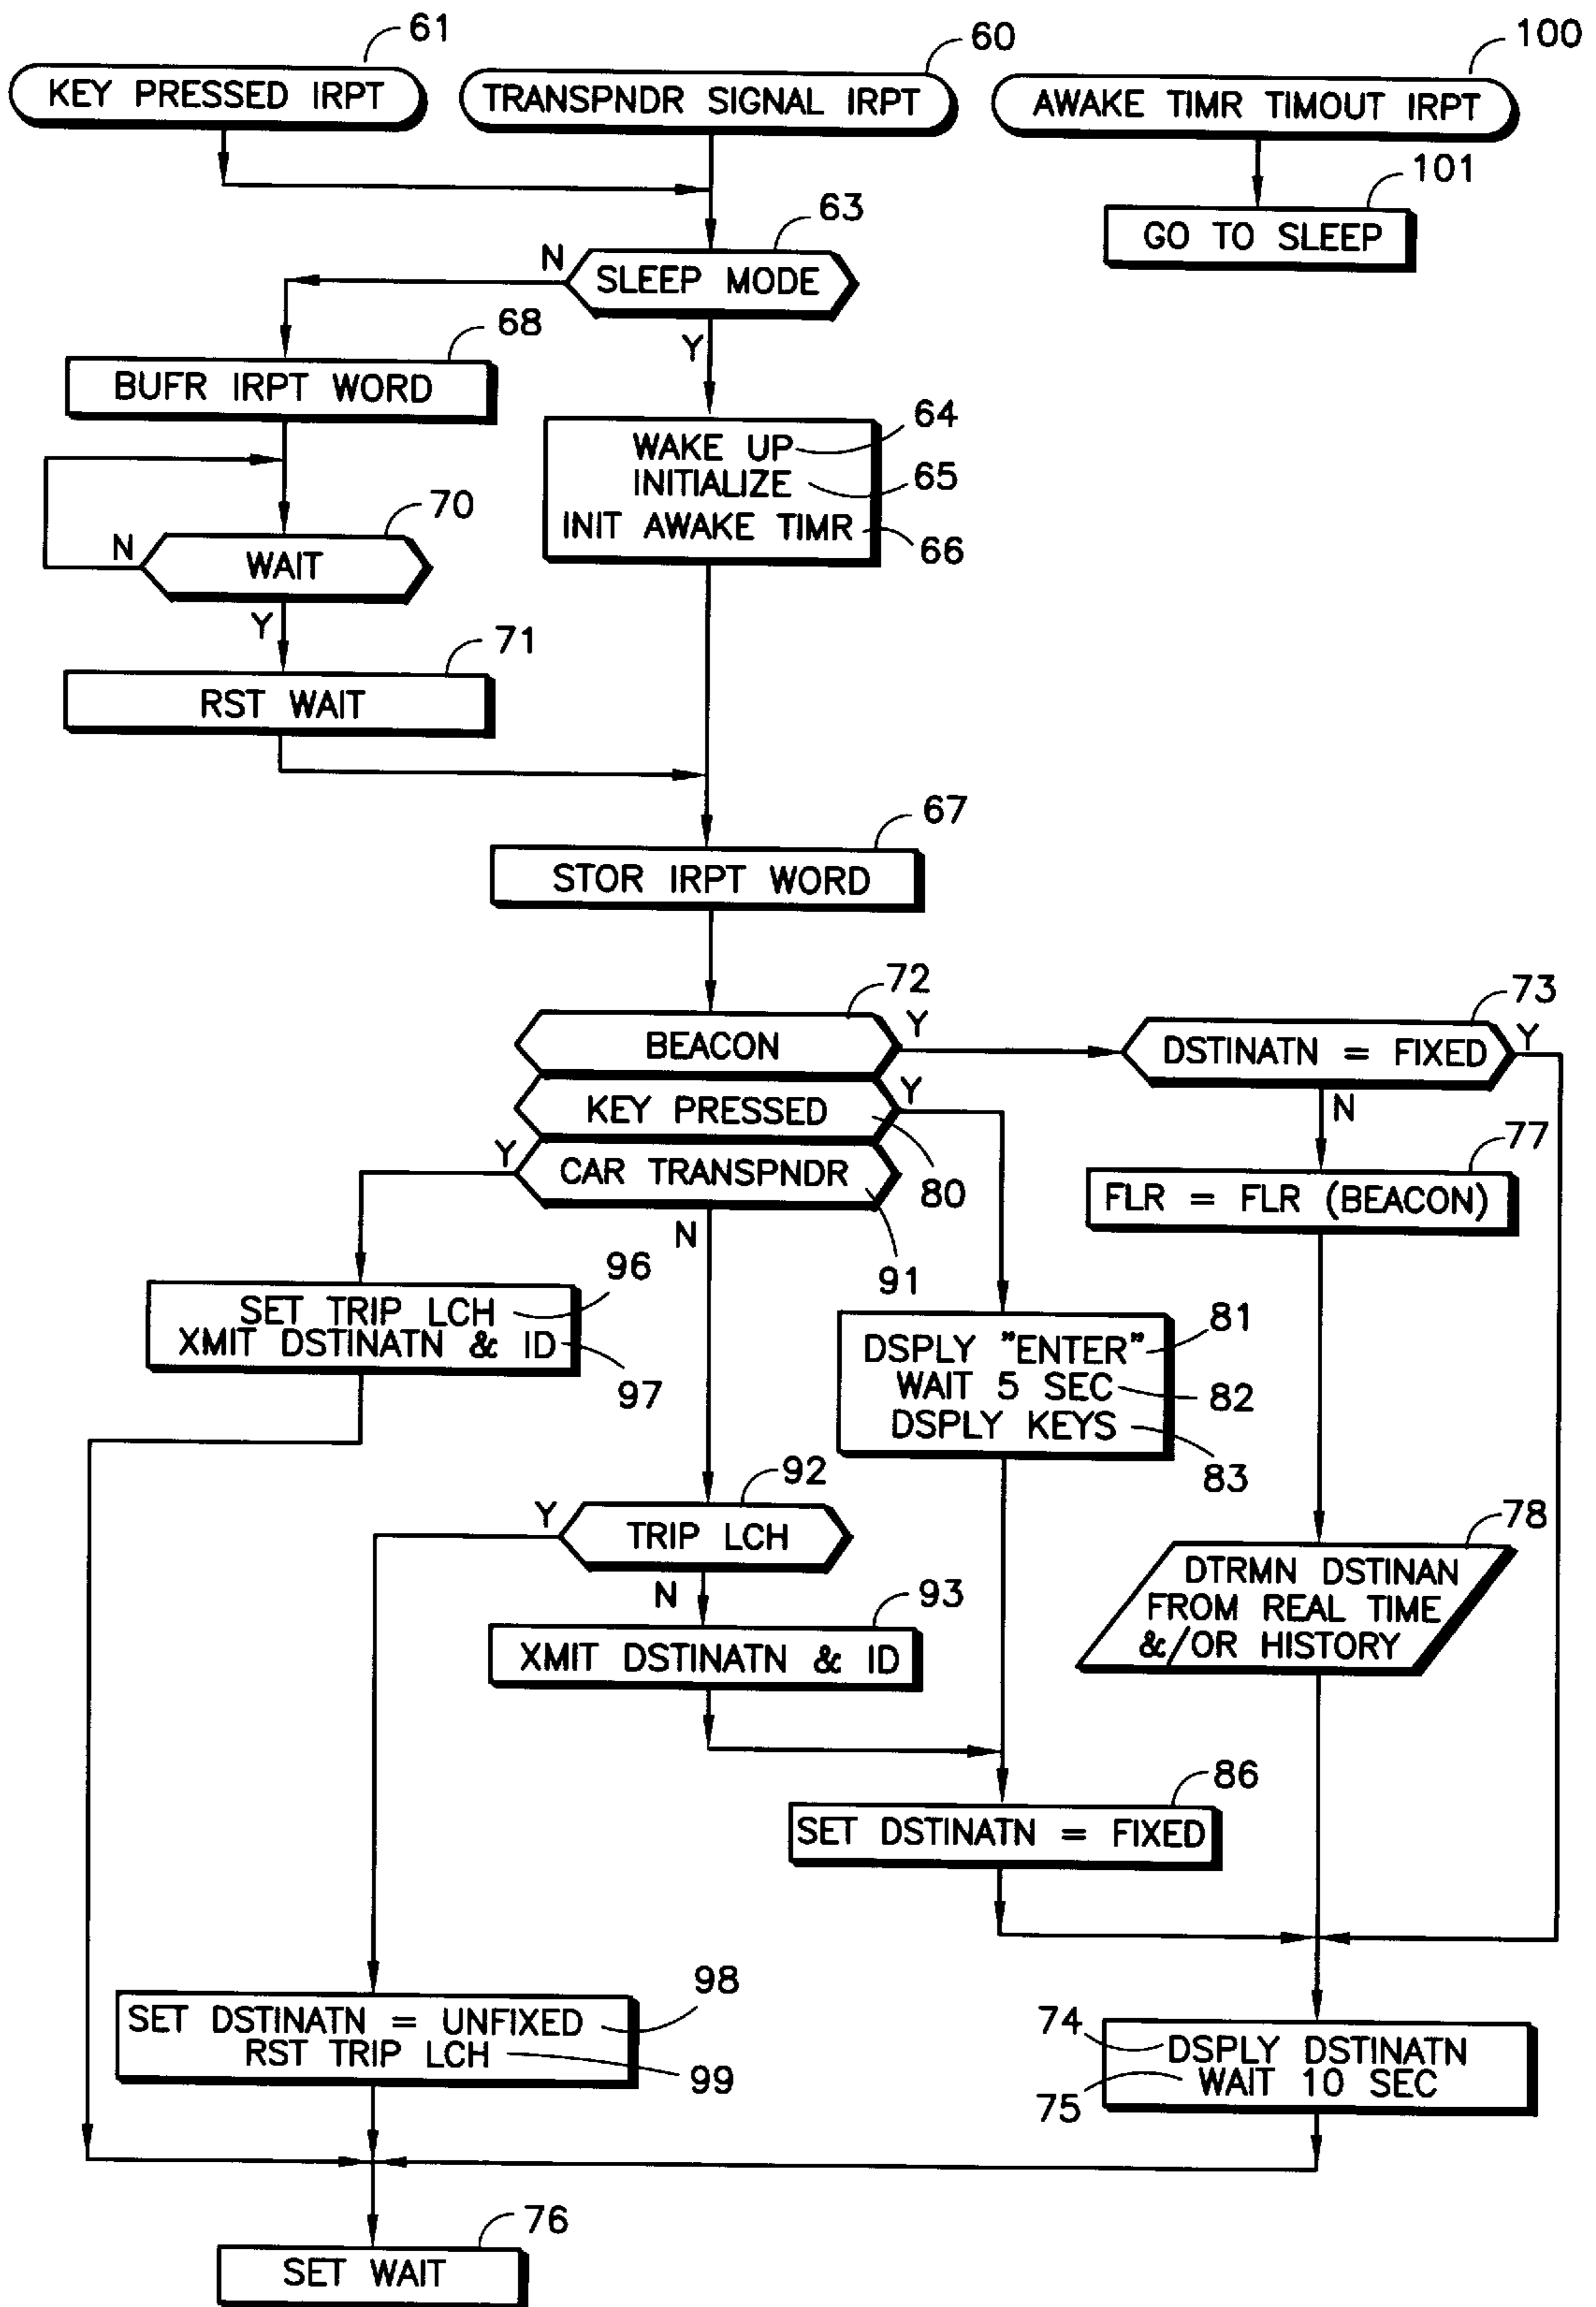 61
60
100
KEY PRESSED IRPT
TRANSPNDR SIGNAL IRPT
AWAKE TIMR TIMOUT IRPT
101
GO TO SLEEP
63
N
SLEEP MODE
Y
68
BUFR IRPT WORD
WAKE UP
64
INITIALIZE
65
INIT AWAKE TIMR
66
70
N
WAIT
Y
71
RST WAIT
67
STOR IRPT WORD
72
BEACON
Y
73
DSTINATN = FIXED
Y
N
KEY PRESSED
Y
80
Y
CAR TRANSPNDR
91
N
77
FLR = FLR (BEACON)
96
SET TRIP LCH
XMIT DSTINATN & ID
97
DSPLY "ENTER"
81
WAIT 5 SEC
82
DSPLY KEYS
83
92
Y
TRIP LCH
N
93
XMIT DSTINATN & ID
78
DTRMN DSTINAN
FROM REAL TIME
&/OR HISTORY
86
SET DSTINATN = FIXED
98
SET DSTINATN = UNFIXED
RST TRIP LCH
99
74
DSPLY DSTINATN
WAIT 10 SEC
75
76
SET WAIT